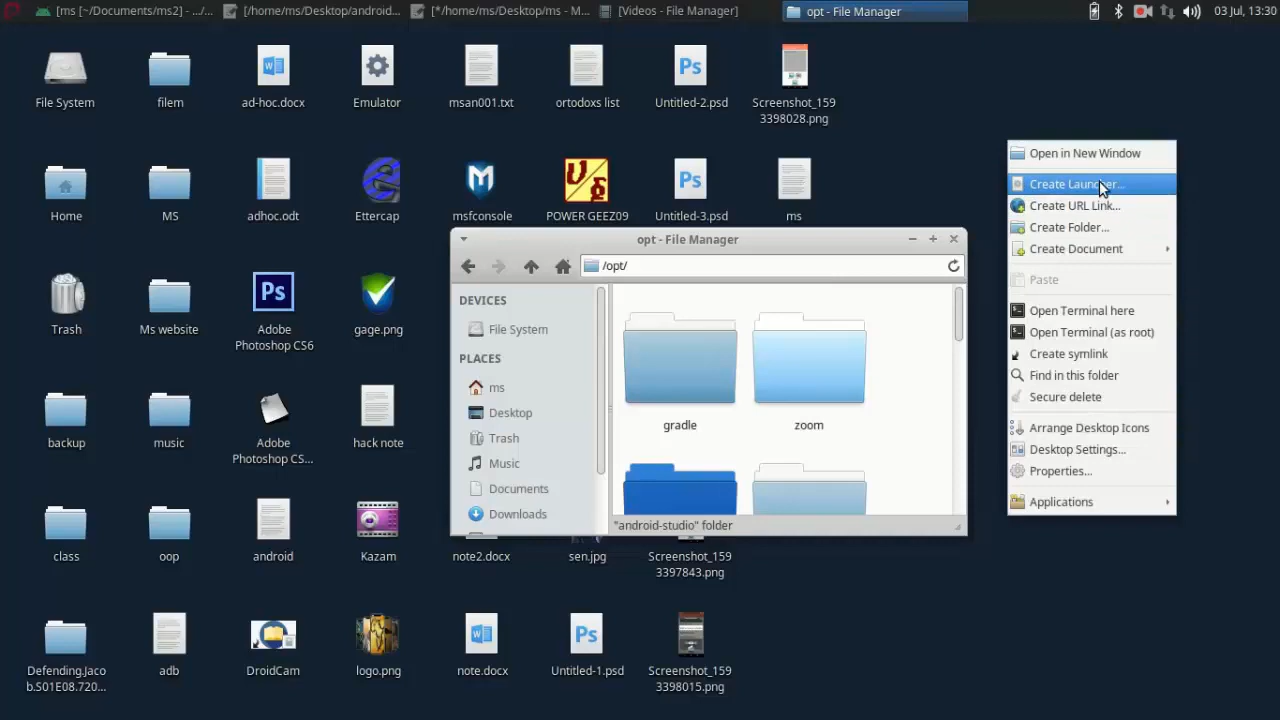 [ms [~/Documents/ms2] - .../...
[/home/ms/Desktop/android...
[*/home/ms/Desktop/ms - M...
[Videos - File Manager]
opt - File Manager
03 Jul, 13:30
File System
filem
ad-hoc.docx
Emulator
msan001.txt
ortodoxs list
Untitled-2.psd
Screenshot_159
3398028.png
Home
MS
adhoc.odt
Ettercap
msfconsole
POWER GEEZ09
Untitled-3.psd
ms
Trash
Ms website
Adobe
Photoshop CS6
gage.png
backup
music
Adobe
Photoshop CS...
hack note
class
oop
android
Kazam
note2.docx
sen.jpg
Screenshot_159
3397843.png
Defending.Jaco
b.S01E08.720...
adb
DroidCam
logo.png
note.docx
Untitled-1.psd
Screenshot_159
3398015.png
opt - File Manager
/opt/
DEVICES
File System
PLACES
ms
Desktop
Trash
Music
Documents
Downloads
gradle
zoom
"android-studio" folder
Open in New Window
Create Launcher...
Create URL Link...
Create Folder...
Create Document
Paste
Open Terminal here
Open Terminal (as root)
Create symlink
Find in this folder
Secure delete
Arrange Desktop Icons
Desktop Settings...
Properties...
Applications